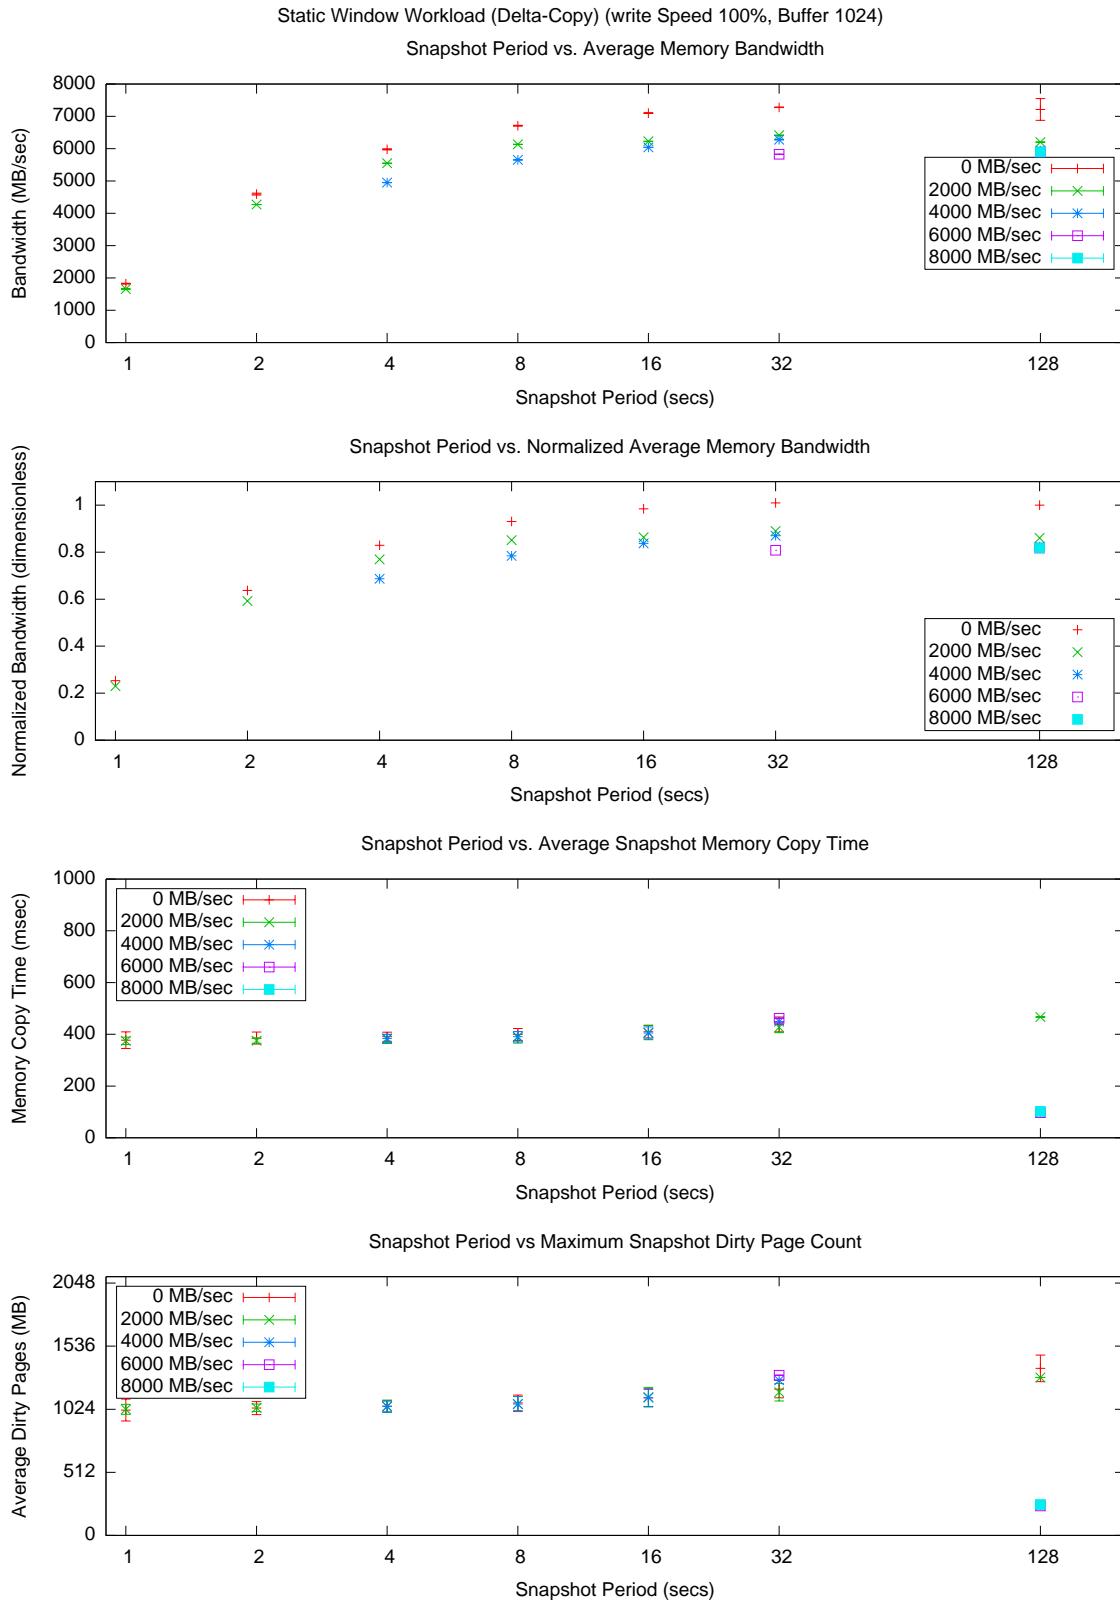 Static Window Workload (Delta-Copy) (write Speed 100%, Buffer 1024)
Snapshot Period vs. Average Memory Bandwidth
Bandwidth (MB/sec)
8000
7000
6000
5000
4000
3000
2000
1000
0
0 MB/sec
2000 MB/sec
4000 MB/sec
6000 MB/sec
8000 MB/sec
1 2 4 8 16 32 128
Snapshot Period (secs)
Snapshot Period vs. Normalized Average Memory Bandwidth
Normalized Bandwidth (dimensionless)
1
0.8
0.6
0.4
0.2
0
0 MB/sec
2000 MB/sec
4000 MB/sec
6000 MB/sec
8000 MB/sec
1 2 4 8 16 32 128
Snapshot Period (secs)
Snapshot Period vs. Average Snapshot Memory Copy Time
Memory Copy Time (msec)
1000
800
600
400
200
0
0 MB/sec
2000 MB/sec
4000 MB/sec
6000 MB/sec
8000 MB/sec
1 2 4 8 16 32 128
Snapshot Period (secs)
Snapshot Period vs Maximum Snapshot Dirty Page Count
Average Dirty Pages (MB)
2048
1536
1024
512
0
0 MB/sec
2000 MB/sec
4000 MB/sec
6000 MB/sec
8000 MB/sec
1 2 4 8 16 32 128
Snapshot Period (secs)